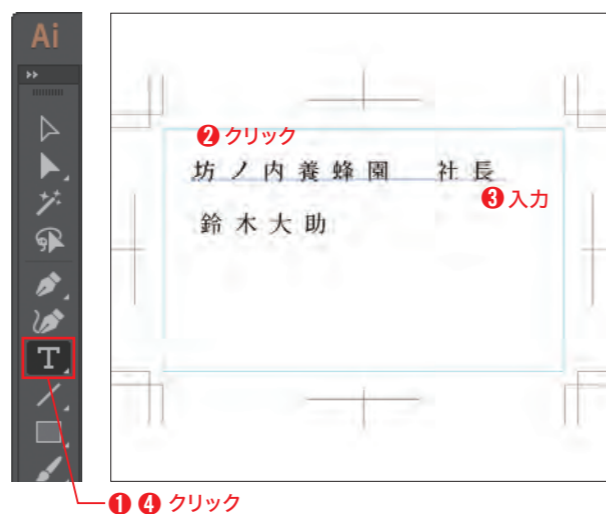 Ai
❷ クリック
坊ノ内養蜂園　社長
❸ 入力
鈴木大助
T
❶ ❹ クリック